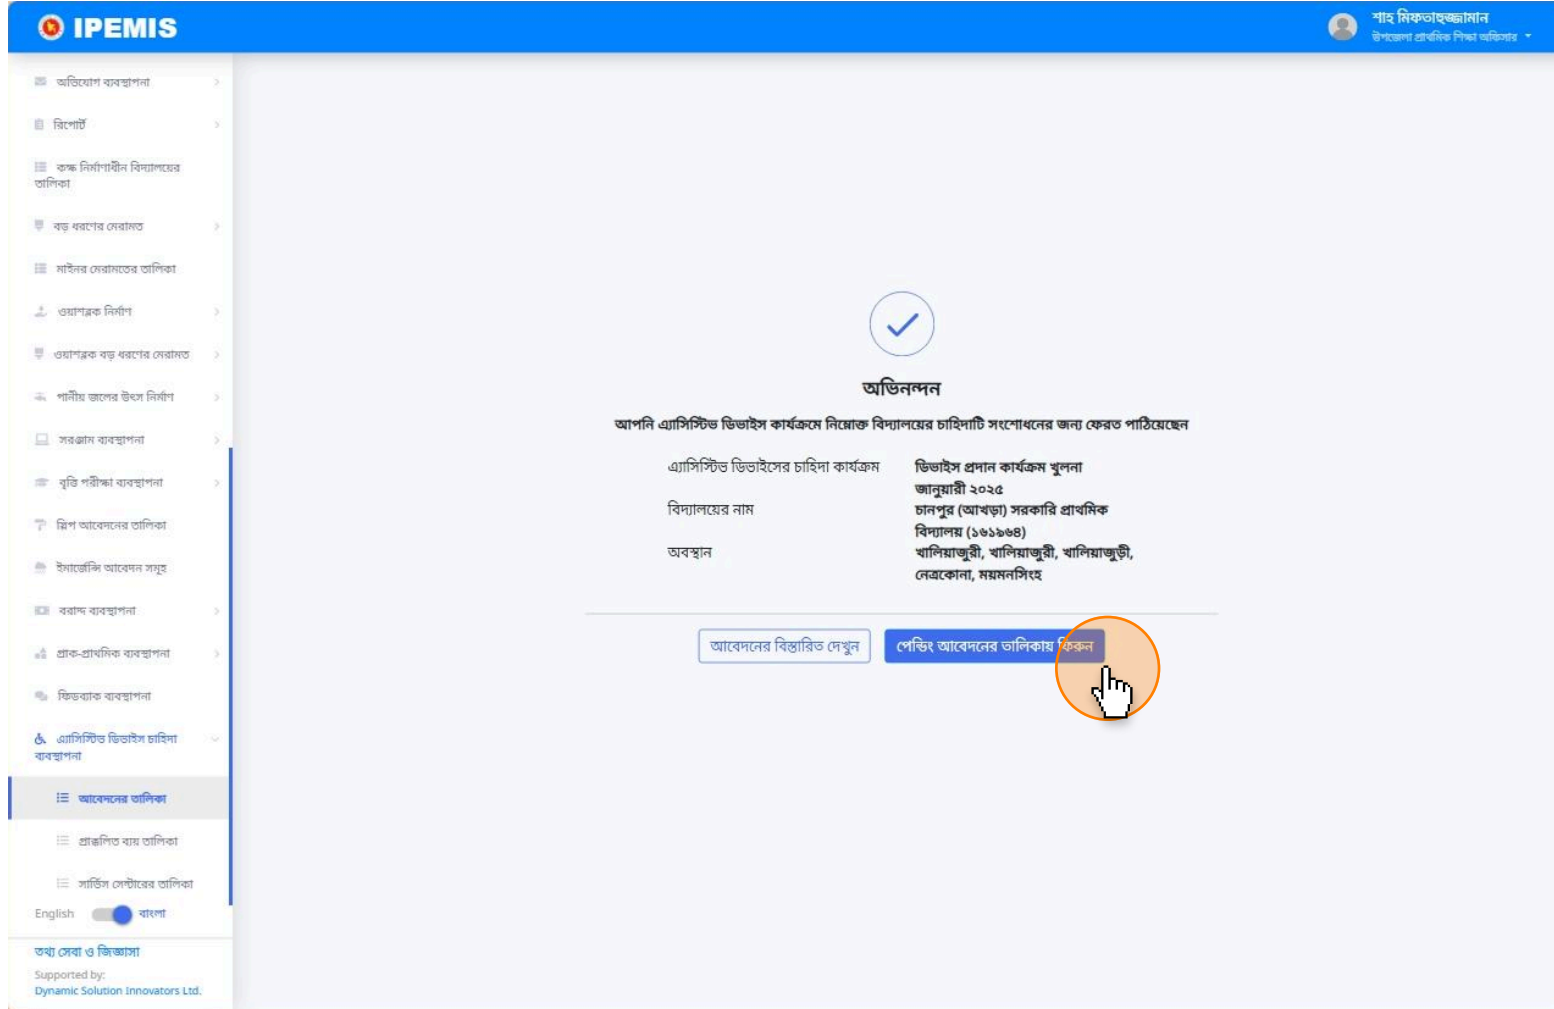 IPEMIS
শাহ মিফতাহুজ্জামান
উপজেলা প্রাথমিক শিক্ষা অফিসার
অভিযোগ ব্যবস্থাপনা
রিপোর্ট
কক্ষ নির্মাণাধীন বিদ্যালয়ের
তালিকা
বড় ধরণের মেরামত
মাইনর মেরামতের তালিকা
ওয়াশব্লক নির্মাণ
ওয়াশব্লক বড় ধরণের মেরামত
পানীয় জলের উৎস নির্মাণ
সরঞ্জাম ব্যবস্থাপনা
বৃত্তি পরীক্ষা ব্যবস্থাপনা
স্লিপ আবেদনের তালিকা
ইমার্জেন্সি আবেদন সমূহ
বরাদ্দ ব্যবস্থাপনা
প্রাক-প্রাথমিক ব্যবস্থাপনা
ফিডব্যাক ব্যবস্থাপনা
এ্যাসিস্টিভ ডিভাইস চাহিদা
ব্যবস্থাপনা
আবেদনের তালিকা
প্রাক্কলিত ব্যয় তালিকা
সার্ভিস সেন্টারের তালিকা
English বাংলা
তথ্য সেবা ও জিজ্ঞাসা
Supported by:
Dynamic Solution Innovators Ltd.
অভিনন্দন
আপনি এ্যাসিস্টিভ ডিভাইস কার্যক্রমে নিম্নোক্ত বিদ্যালয়ের চাহিদাটি সংশোধনের জন্য ফেরত পাঠিয়েছেন
এ্যাসিস্টিভ ডিভাইসের চাহিদা কার্যক্রম ডিভাইস প্রদান কার্যক্রম খুলনা
জানুয়ারী ২০২৫
বিদ্যালয়ের নাম চানপুর (আখড়া) সরকারি প্রাথমিক
বিদ্যালয় (১৬১৯৬৪)
অবস্থান খালিয়াজুরী, খালিয়াজুরী, খালিয়াজুড়ী,
নেত্রকোনা, ময়মনসিংহ
আবেদনের বিস্তারিত দেখুন পেন্ডিং আবেদনের তালিকায় ফিরুন